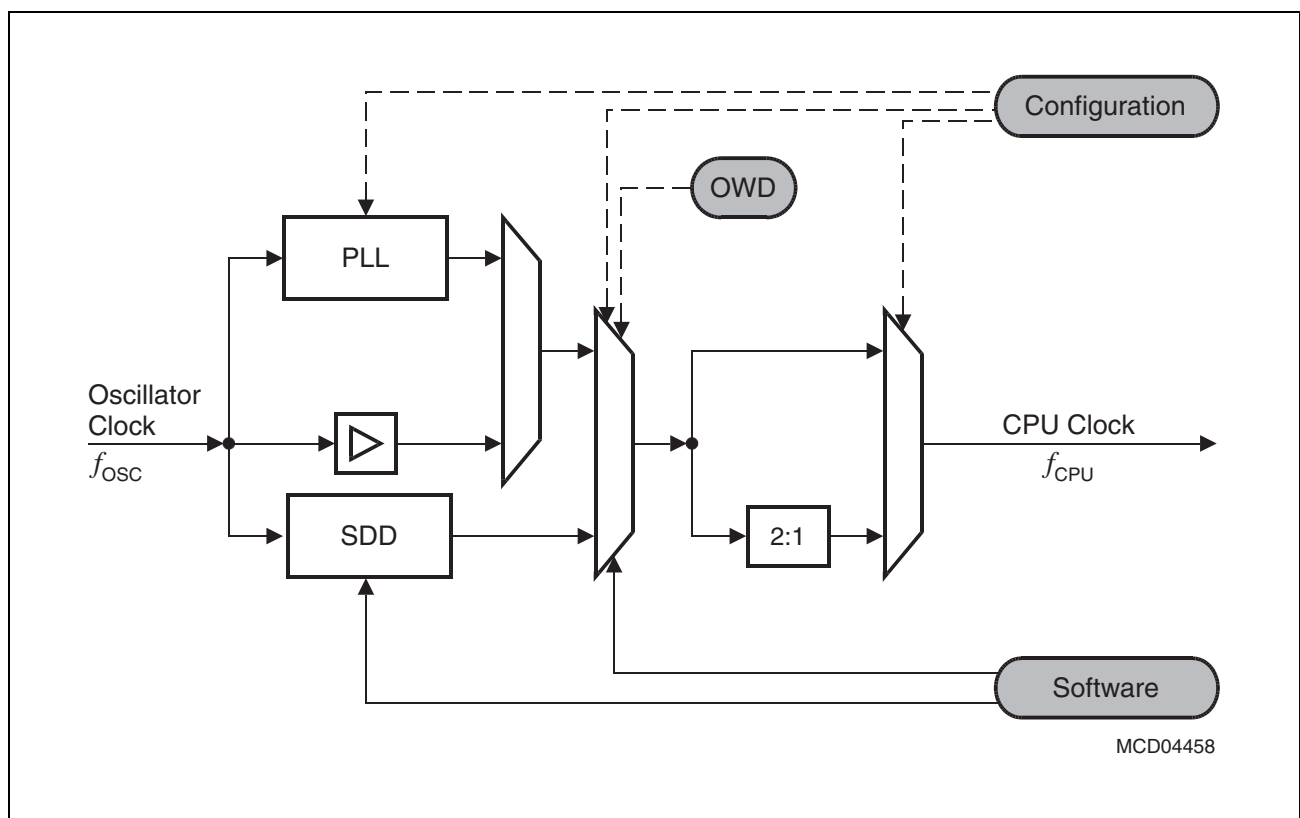 Configuration
OWD
PLL
Oscillator
Clock
fOSC
CPU Clock
fCPU
SDD
2:1
Software
MCD04458